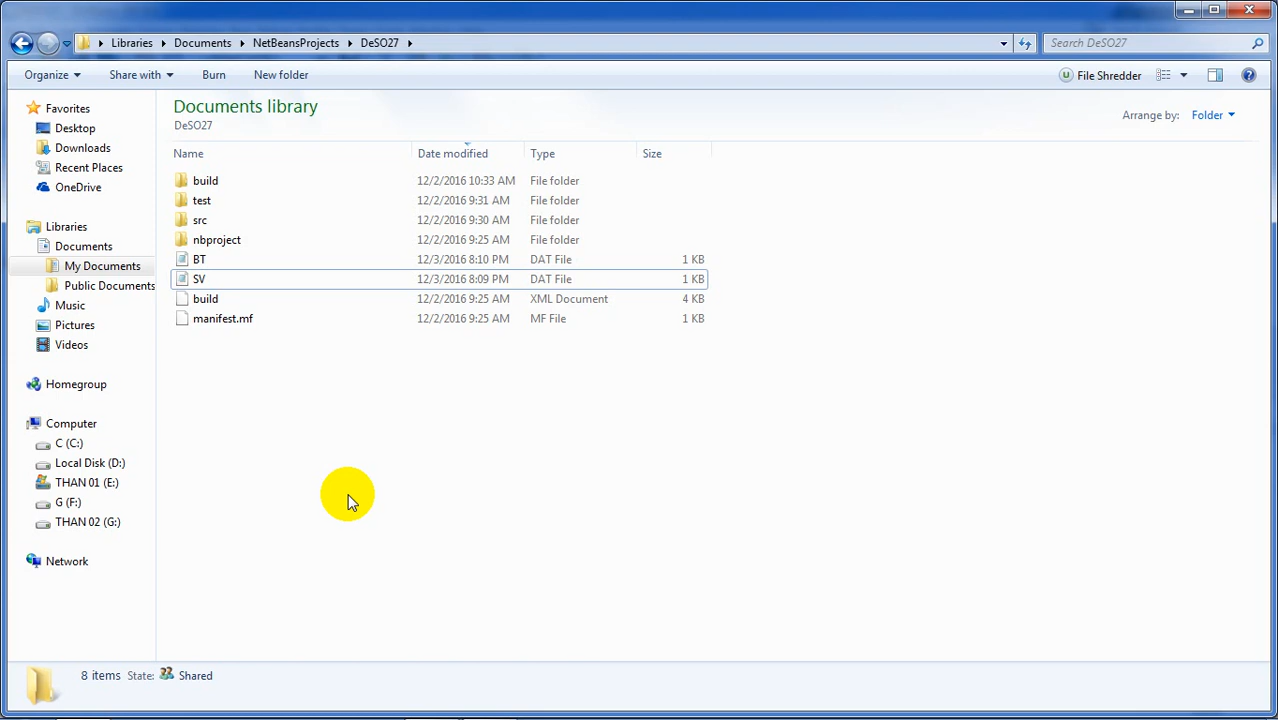 Libraries Documents NetBeansProjects DeSO27 Search DeSO27
Organize Share with Burn New folder File Shredder
Favorites
Desktop
Downloads
Recent Places
OneDrive
Libraries
Documents
My Documents
Public Documents
Music
Pictures
Videos
Homegroup
Computer
C (C:)
Local Disk (D:)
THAN 01 (E:)
G (F:)
THAN 02 (G:)
Network
Documents library
DeSO27
Arrange by: Folder
Name Date modified Type Size
build 12/2/2016 10:33 AM File folder
test 12/2/2016 9:31 AM File folder
src 12/2/2016 9:30 AM File folder
nbproject 12/2/2016 9:25 AM File folder
BT 12/3/2016 8:10 PM DAT File 1 KB
SV 12/3/2016 8:09 PM DAT File 1 KB
build 12/2/2016 9:25 AM XML Document 4 KB
manifest.mf 12/2/2016 9:25 AM MF File 1 KB
8 items State: Shared